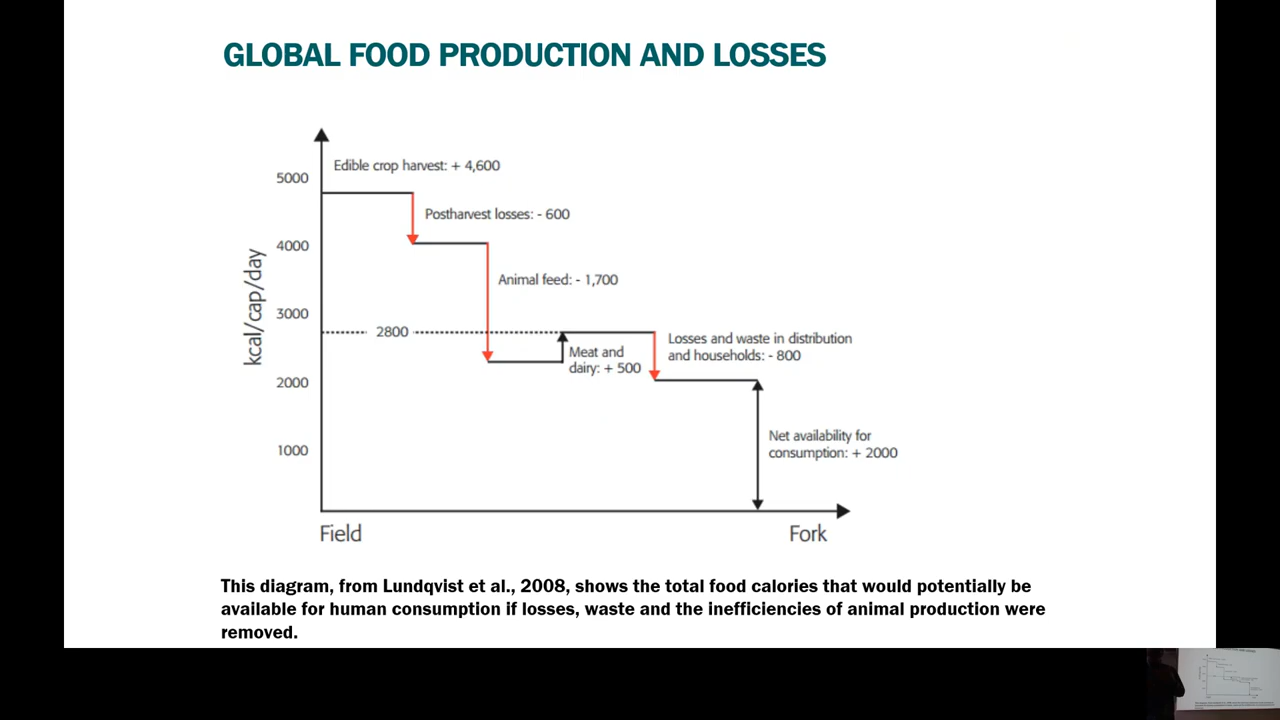 GLOBAL FOOD PRODUCTION AND LOSSES
Edible crop harvest: + 4,600
5000
Postharvest losses: - 600
4000
kcal/cap/day
Animal feed: - 1,700
3000
2800
Losses and waste in distribution
and households: - 800
Meat and
dairy: + 500
2000
Net availability for
consumption: + 2000
1000
Field
Fork
This diagram, from Lundqvist et al., 2008, shows the total food calories that would potentially be
available for human consumption if losses, waste and the inefficiencies of animal production were
removed.